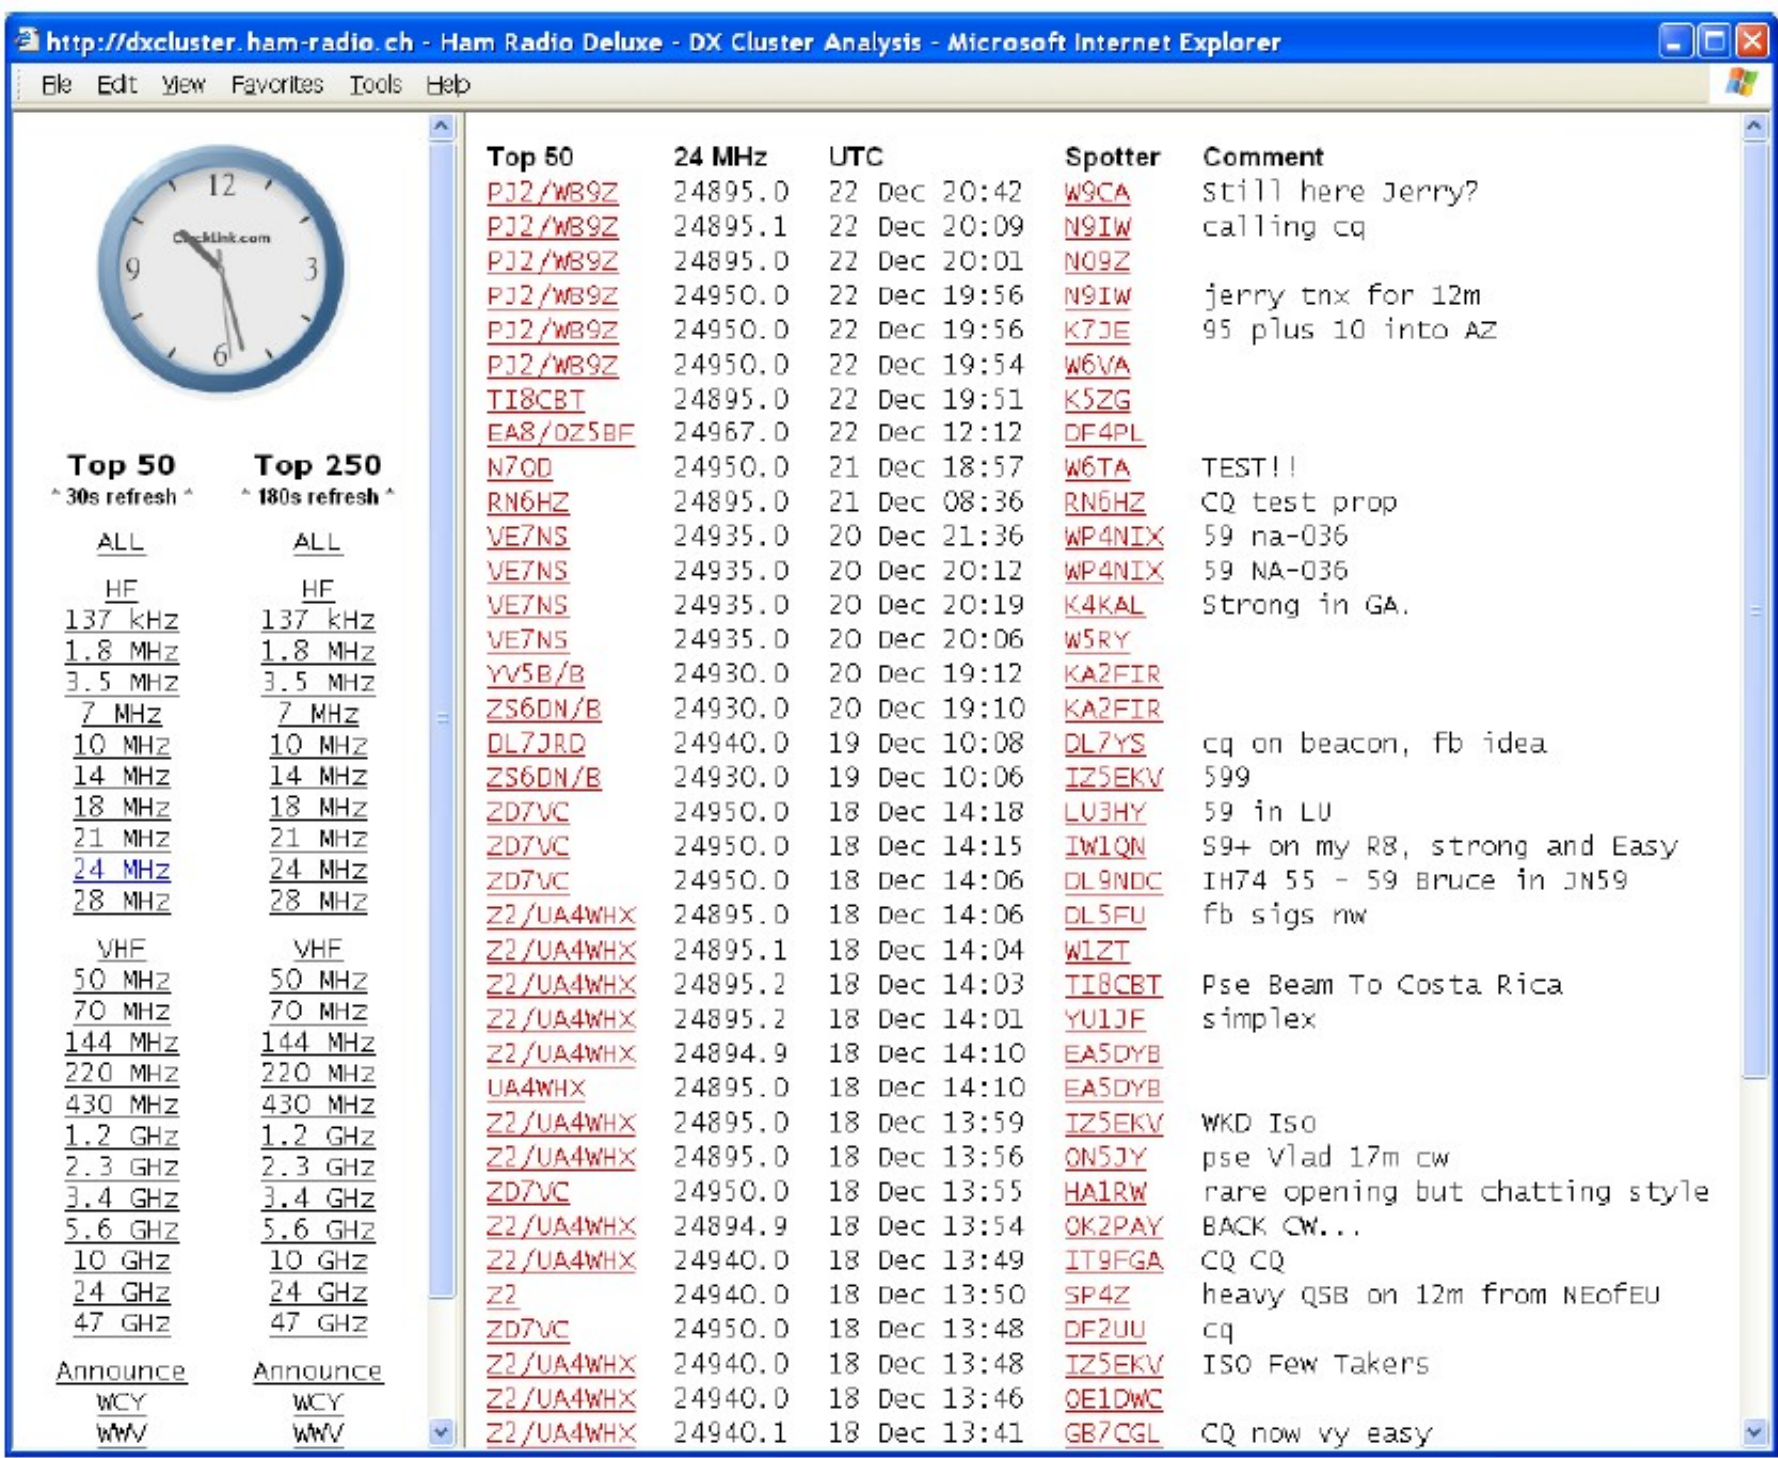 http://dxcluster.ham-radio.ch - Ham Radio Deluxe - DX Cluster Analysis - Microsoft Internet Explorer
File Edit View Favorites Tools Help
12
ClockLink.com
9 3
6
Top 50 Top 250
^ 30s refresh ^ ^ 180s refresh ^
ALL ALL
HF HF
137 kHz 137 kHz
1.8 MHz 1.8 MHz
3.5 MHz 3.5 MHz
7 MHz 7 MHz
10 MHz 10 MHz
14 MHz 14 MHz
18 MHz 18 MHz
21 MHz 21 MHz
24 MHz 24 MHz
28 MHz 28 MHz
VHF VHF
50 MHz 50 MHz
70 MHz 70 MHz
144 MHz 144 MHz
220 MHz 220 MHz
430 MHz 430 MHz
1.2 GHz 1.2 GHz
2.3 GHz 2.3 GHz
3.4 GHz 3.4 GHz
5.6 GHz 5.6 GHz
10 GHz 10 GHz
24 GHz 24 GHz
47 GHz 47 GHz
Announce Announce
WCY WCY
WWV WWV
Top 50 24 MHz UTC Spotter Comment
PJ2/WB9Z 24895.0 22 Dec 20:42 W9CA Still here Jerry?
PJ2/WB9Z 24895.1 22 Dec 20:09 N9IW calling cq
PJ2/WB9Z 24895.0 22 Dec 20:01 NO9Z
PJ2/WB9Z 24950.0 22 Dec 19:56 N9IW jerry tnx for 12m
PJ2/WB9Z 24950.0 22 Dec 19:56 K7JE 95 plus 10 into AZ
PJ2/WB9Z 24950.0 22 Dec 19:54 W6VA
TI8CBT 24895.0 22 Dec 19:51 K5ZG
EA8/OZ5BF 24967.0 22 Dec 12:12 DF4PL
N7OD 24950.0 21 Dec 18:57 W6TA TEST!!
RN6HZ 24895.0 21 Dec 08:36 RN6HZ CQ test prop
VE7NS 24935.0 20 Dec 21:36 WP4NIX 59 na-036
VE7NS 24935.0 20 Dec 20:12 WP4NIX 59 NA-036
VE7NS 24935.0 20 Dec 20:19 K4KAL Strong in GA.
VE7NS 24935.0 20 Dec 20:06 W5RY
YV5B/B 24930.0 20 Dec 19:12 KA2FIR
ZS6DN/B 24930.0 20 Dec 19:10 KA2FIR
DL7JRD 24940.0 19 Dec 10:08 DL7YS cq on beacon, fb idea
ZS6DN/B 24930.0 19 Dec 10:06 IZ5EKV 599
ZD7VC 24950.0 18 Dec 14:18 LU3HY 59 in LU
ZD7VC 24950.0 18 Dec 14:15 IW1QN S9+ on my R8, strong and Easy
ZD7VC 24950.0 18 Dec 14:06 DL9NDC IH74 55 - 59 Bruce in JN59
Z2/UA4WHX 24895.0 18 Dec 14:06 DL5FU fb sigs nw
Z2/UA4WHX 24895.1 18 Dec 14:04 W1ZT
Z2/UA4WHX 24895.2 18 Dec 14:03 TI8CBT Pse Beam To Costa Rica
Z2/UA4WHX 24895.2 18 Dec 14:01 YU1JF simplex
Z2/UA4WHX 24894.9 18 Dec 14:10 EA5DYB
UA4WHX 24895.0 18 Dec 14:10 EA5DYB
Z2/UA4WHX 24895.0 18 Dec 13:59 IZ5EKV WKD Iso
Z2/UA4WHX 24895.0 18 Dec 13:56 ON5JY pse Vlad 17m cw
ZD7VC 24950.0 18 Dec 13:55 HA1RW rare opening but chatting style
Z2/UA4WHX 24894.9 18 Dec 13:54 OK2PAY BACK CW...
Z2/UA4WHX 24940.0 18 Dec 13:49 IT9FGA CQ CQ
Z2 24940.0 18 Dec 13:50 SP4Z heavy QSB on 12m from NEofEU
ZD7VC 24950.0 18 Dec 13:48 DF2UU cq
Z2/UA4WHX 24940.0 18 Dec 13:48 IZ5EKV ISO Few Takers
Z2/UA4WHX 24940.0 18 Dec 13:46 OE1DWC
Z2/UA4WHX 24940.1 18 Dec 13:41 GB7CGL CQ now vy easy